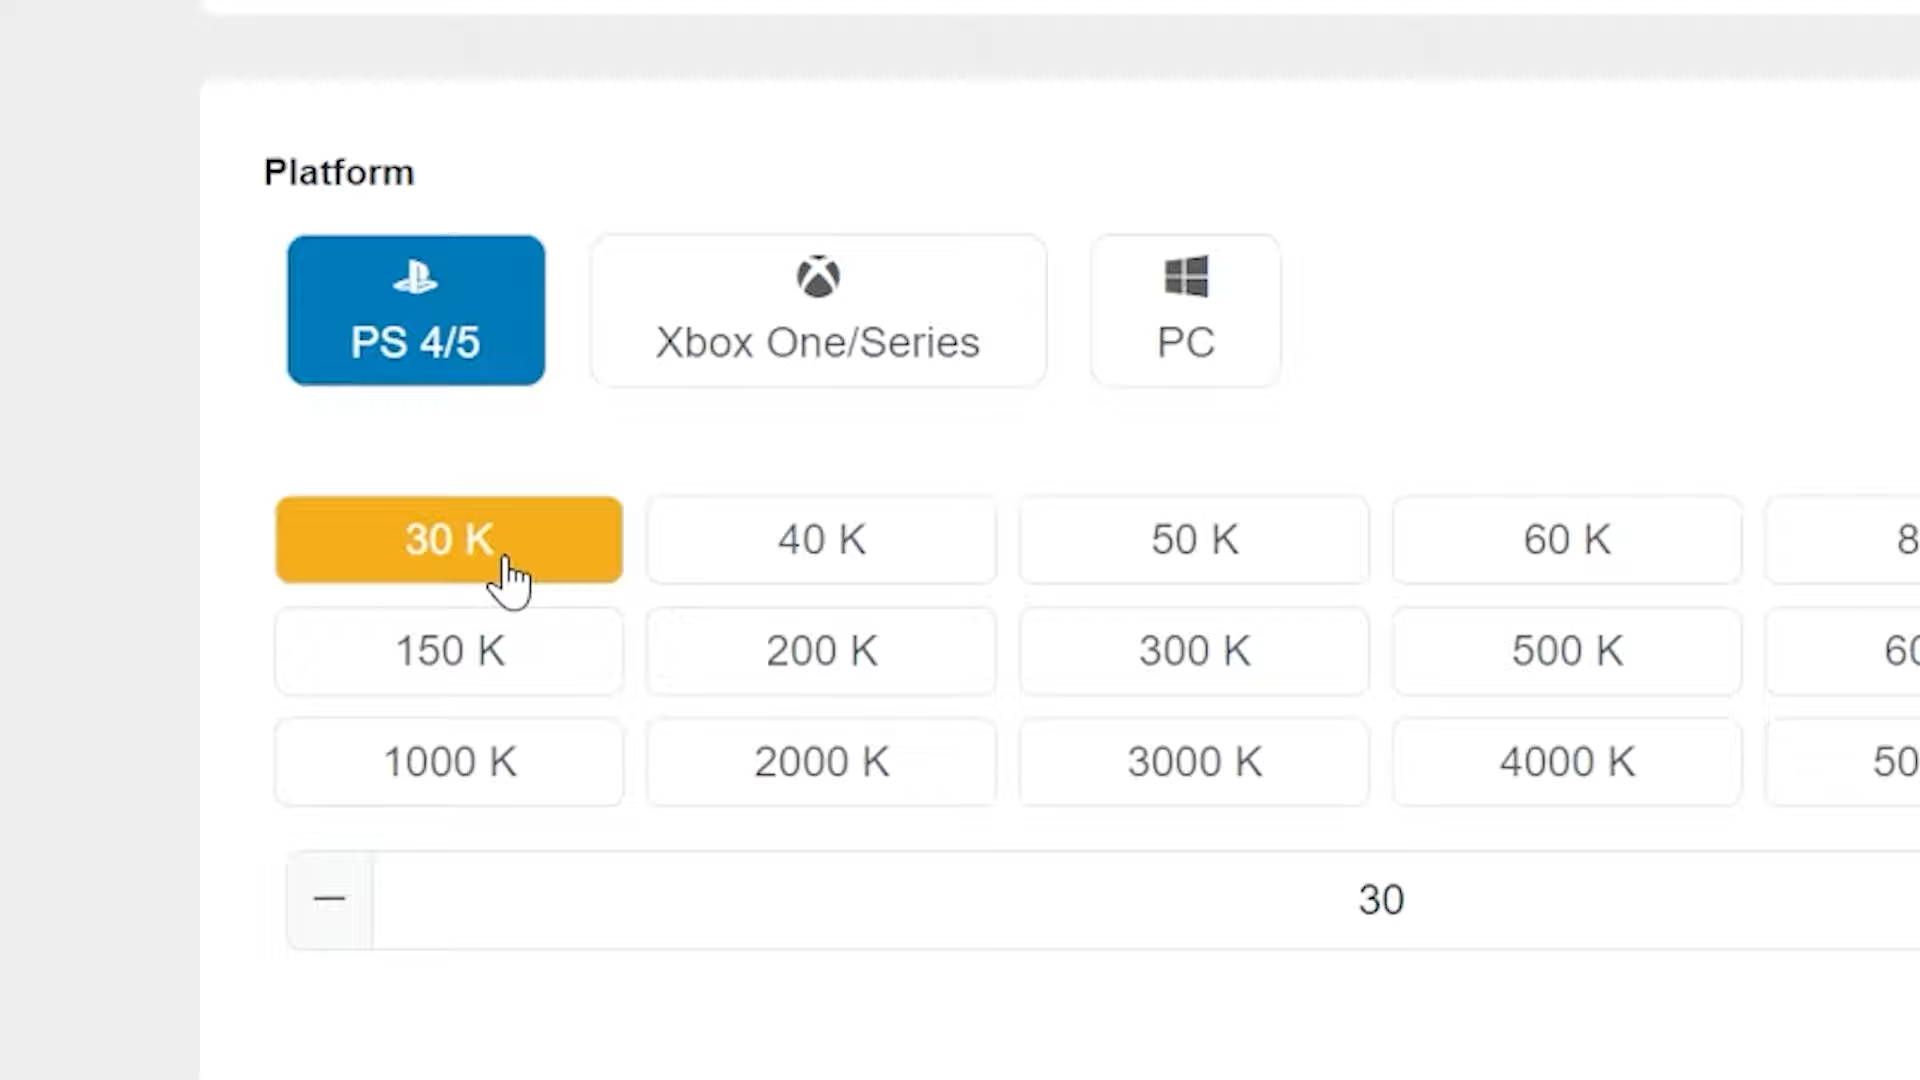 Platform
PS 4/5
Xbox One/Series
PC
30 K
40 K
50 K
60 K
150 K
200 K
300 K
500 K
1000 K
2000 K
3000 K
4000 K
30